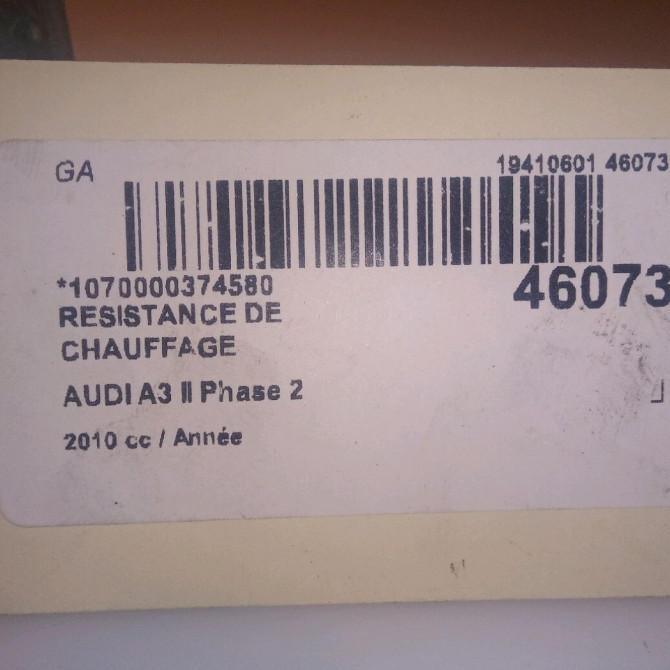 GA
19410601 46073
*1070000374580
46073
RESISTANCE DE
CHAUFFAGE
AUDI A3 II Phase 2
2010 cc / Année